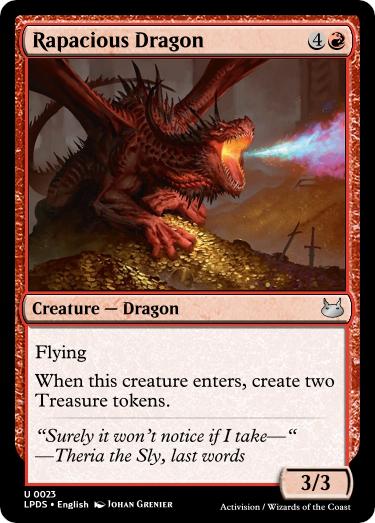 Rapacious Dragon 4
Creature — Dragon
Flying
When this creature enters, create two
Treasure tokens.
“Surely it won’t notice if I take—“
—Theria the Sly, last words
3/3
U 0023
LPDS • English Johan Grenier
Activision / Wizards of the Coast